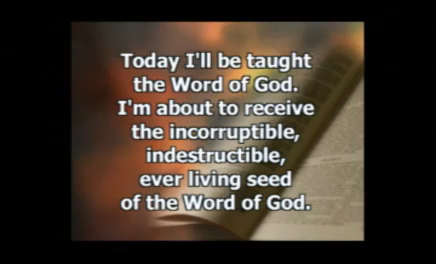 Today I'll be taught
the Word of God.
I'm about to receive
the incorruptible,
indestructible,
ever living seed
of the Word of God.